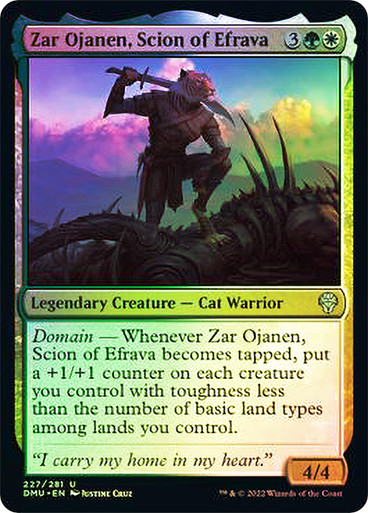 Zar Ojanen, Scion of Efrava 3
Legendary Creature — Cat Warrior
Domain — Whenever Zar Ojanen,
Scion of Efrava becomes tapped, put
a +1/+1 counter on each creature
you control with toughness less
than the number of basic land types
among lands you control.
“I carry my home in my heart.”
4/4
227/281 U
DMU • EN Justine Cruz
™ & © 2022 Wizards of the Coast